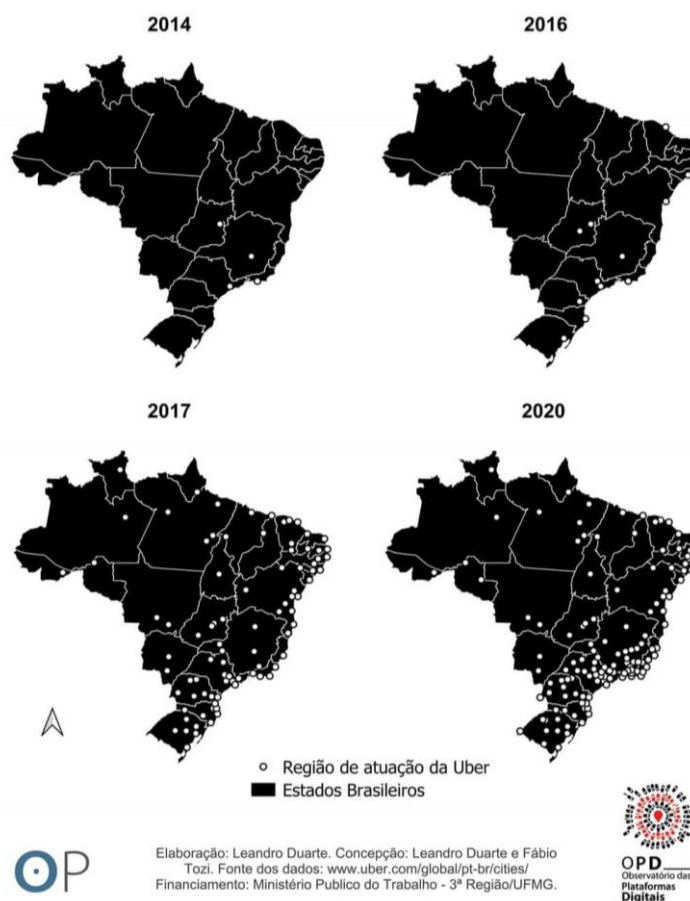 2014
2016
2017
2020
Região de atuação da Uber
Estados Brasileiros
OP
Elaboração: Leandro Duarte. Concepção: Leandro Duarte e Fábio
Tozi. Fonte dos dados: www.uber.com/global/pt-br/cities/
Financiamento: Ministério Publico do Trabalho - 3ª Região/UFMG.
OPD
Observatório das
Plataformas
Digitais